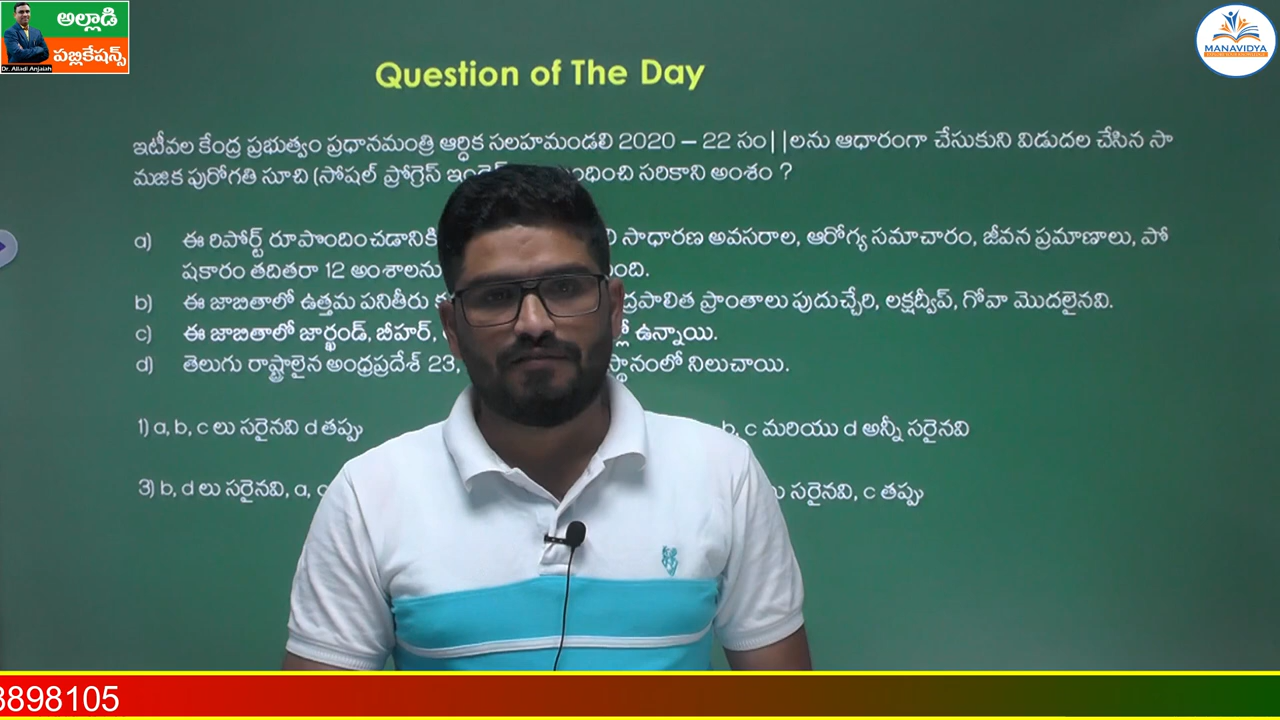 అల్లాడి
పబ్లికేషన్స్
Dr. Alladi Anjaiah
MANAVIDYA
Question of The Day
ఇటీవల కేంద్ర ప్రభుత్వం ప్రధానమంత్రి ఆర్ధిక సలహమండలి 2020 – 22 సం||లను ఆధారంగా చేసుకుని విడుదల చేసిన సా
మజిక పురోగతి సూచి (సోషల్ ప్రోగ్రెస్ సరికాని అంశం ?
a) ఈ రిపోర్ట్ రూపొందించడానికి సాధారణ అవసరాల, ఆరోగ్య సమాచారం, జీవన ప్రమాణాలు, పో
షకారం తదితరా 12 అంశాలను
b) ఈ జాబితాలో ఉత్తమ పనితీరు ప్రాంతాలు పుదుచ్చేరి, లక్షద్వీప్, గోవా మొదలైనవి.
c) ఈ జాబితాలో జార్ఖండ్, బీహర్, ఉన్నాయి.
d) తెలుగు రాష్ట్రాలైన అంధ్రప్రదేశ్ 23, నిలుచాయి.
1) a, b, c లు సరైనవి d తప్పు b, c మరియు d అన్నీ సరైనవి
3) b, d లు సరైనవి, a, సరైనవి, c తప్పు
8898105